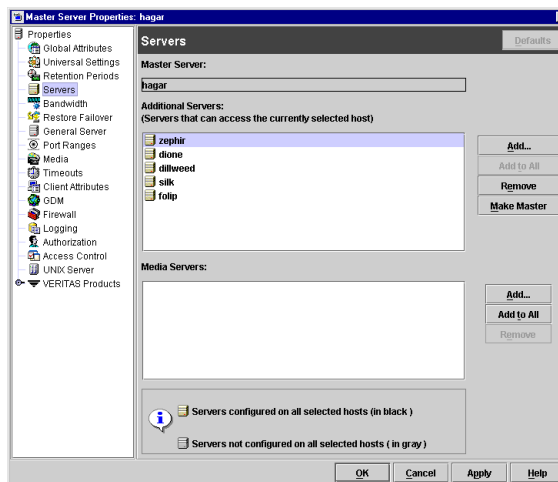 Master Server Properties: hagar
Properties
Global Attributes
Universal Settings
Retention Periods
Servers
Bandwidth
Restore Failover
General Server
Port Ranges
Media
Timeouts
Client Attributes
GDM
Firewall
Logging
Authorization
Access Control
UNIX Server
VERITAS Products
Servers
Defaults
Master Server:
hagar
Additional Servers:
(Servers that can access the currently selected host)
zephir
dione
dillweed
silk
folip
Add...
Add to All
Remove
Make Master
Media Servers:
Add...
Add to All
Remove
Servers configured on all selected hosts (in black )
Servers not configured on all selected hosts ( in gray )
OK
Cancel
Apply
Help